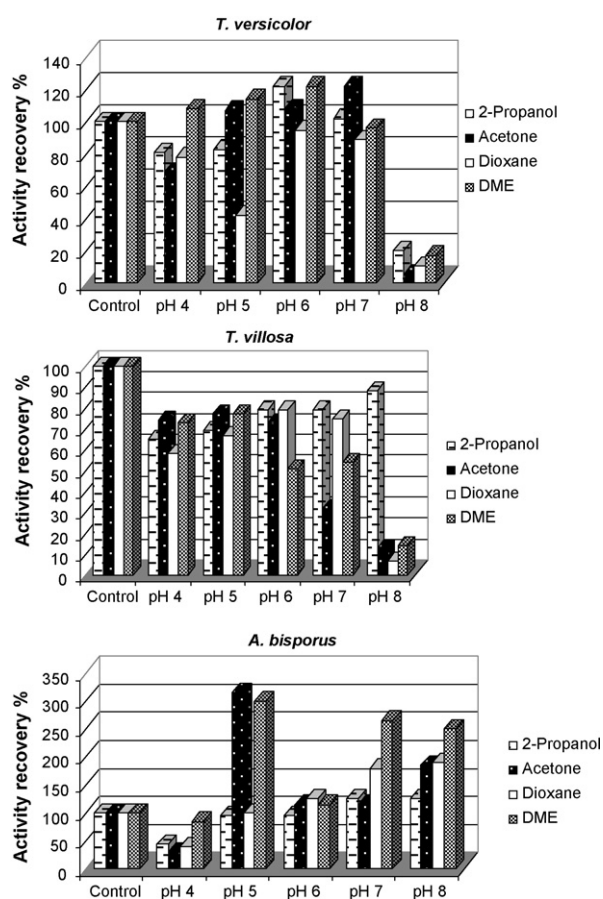 T. versicolor
Activity recovery %
140
120
100
80
60
40
20
0
Control pH 4 pH 5 pH 6 pH 7 pH 8
2-Propanol
Acetone
Dioxane
DME
T. villosa
Activity recovery %
100
90
80
70
60
50
40
30
20
10
0
Control pH 4 pH 5 pH 6 pH 7 pH 8
2-Propanol
Acetone
Dioxane
DME
A. bisporus
Activity recovery %
350
300
250
200
150
100
50
0
Control pH 4 pH 5 pH 6 pH 7 pH 8
2-Propanol
Acetone
Dioxane
DME